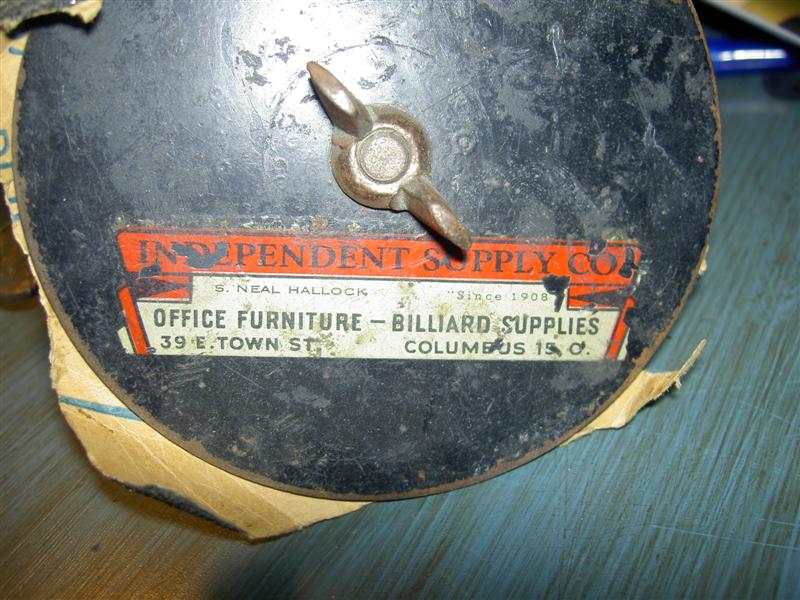 INDEPENDENT SUPPLY CO.
S. NEAL HALLOCK "Since 1908"
OFFICE FURNITURE — BILLIARD SUPPLIES
39 E. TOWN ST. COLUMBUS 15, O.